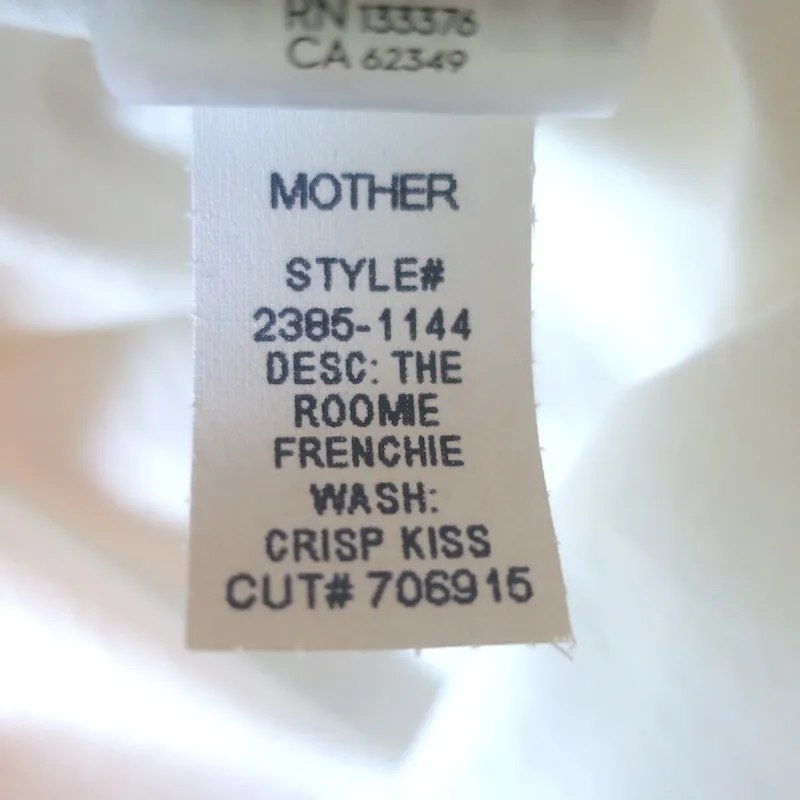 RN 133376
CA 62349
MOTHER
STYLE#
2385-1144
DESC: THE
ROOMIE
FRENCHIE
WASH:
CRISP KISS
CUT# 706915